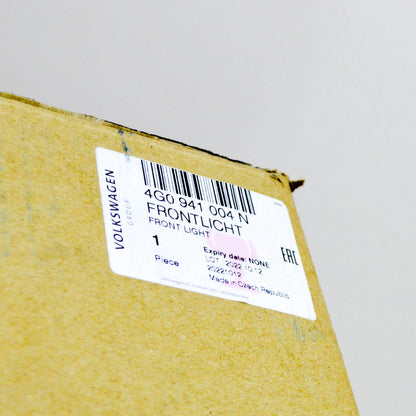 VOLKSWAGEN
GROUP
4G0 941 004 N
FRONTLICHT
FRONT LIGHT
1
Piece
Expiry date: NONE
LOT : 2022.10.12
20221012
Made in Czech Republic
EAC